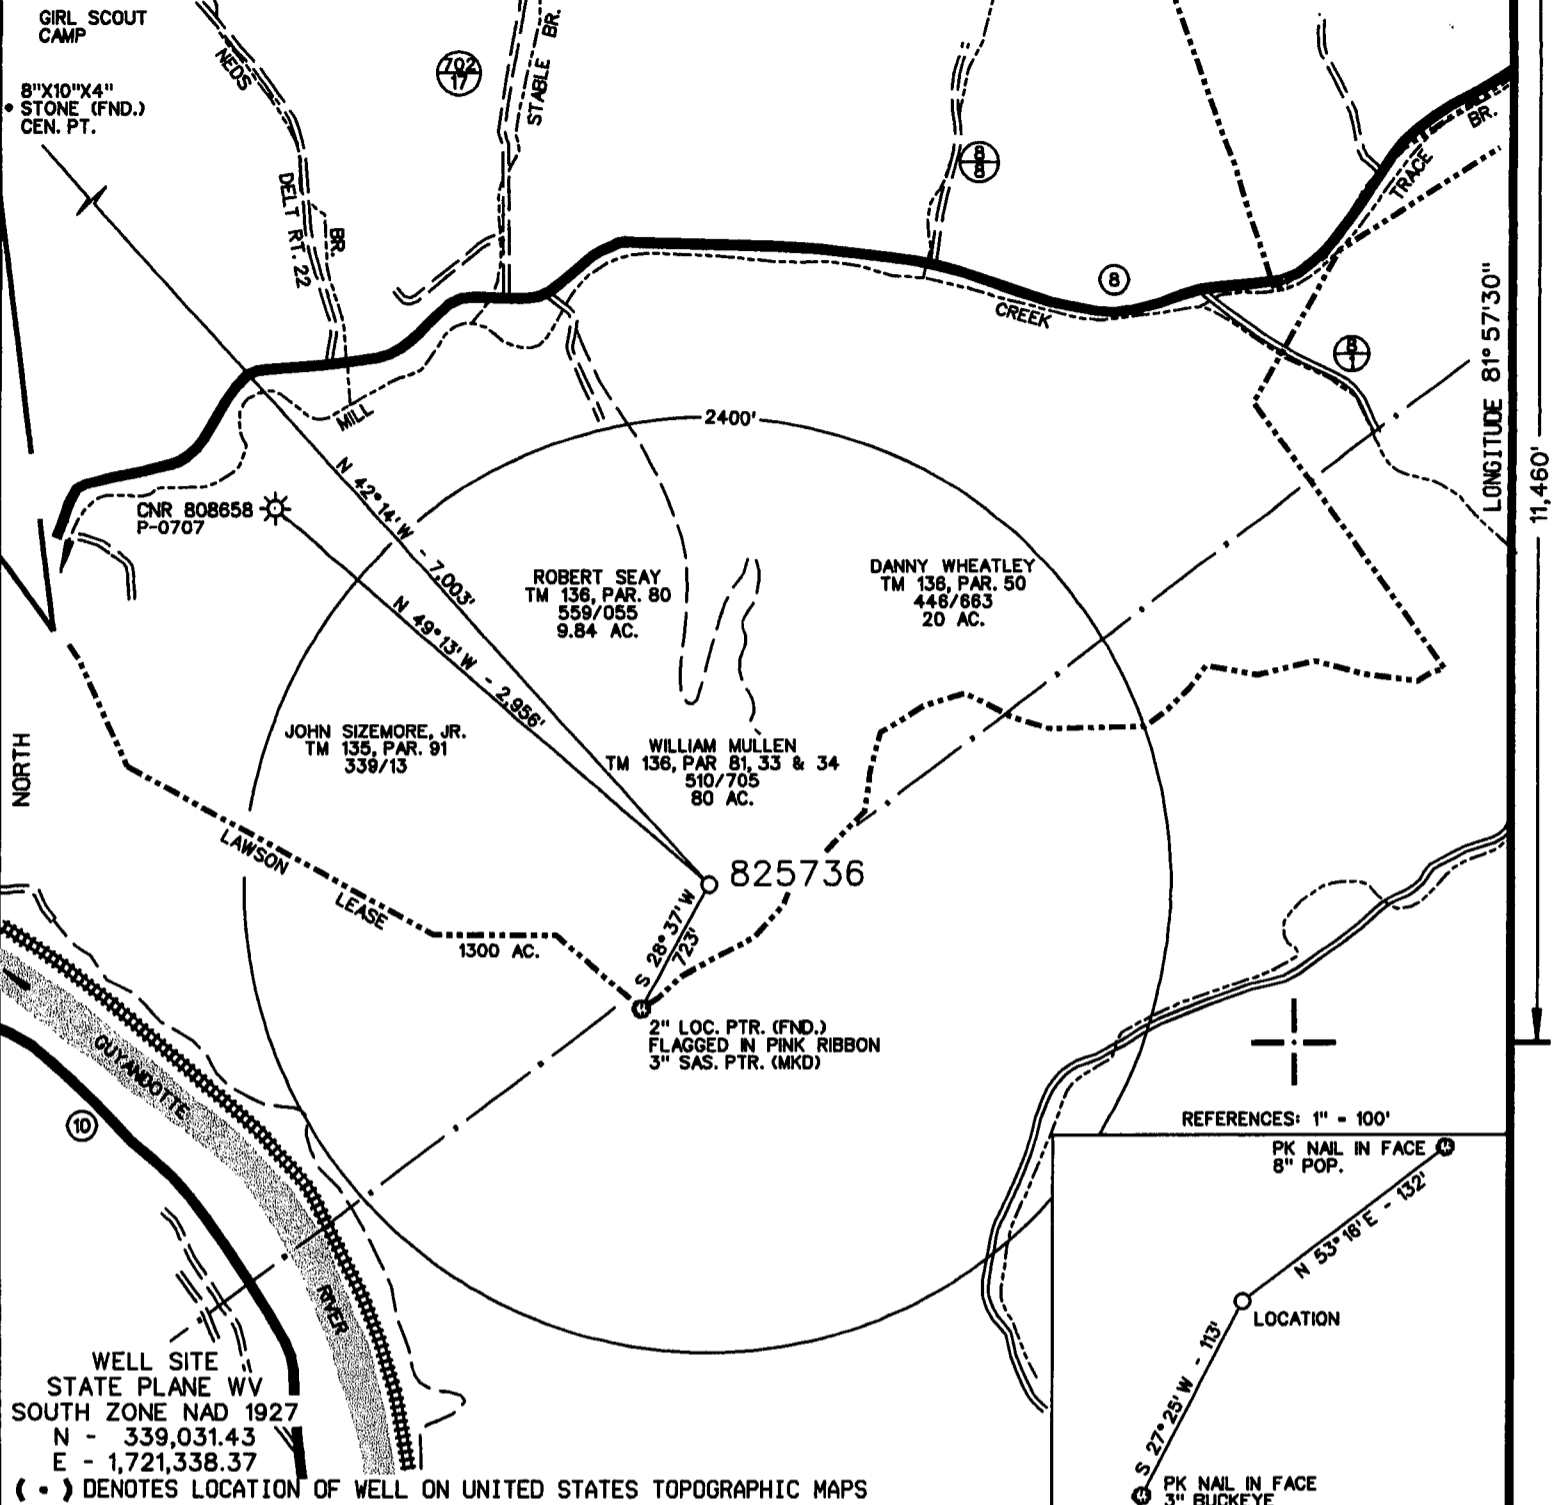 GIRL SCOUT
CAMP
8"X10"X4"
STONE (FND.)
CEN. PT.
NEDS
BR.
DELT RT. 22
702
17
STABLE BR.
8
8
TRACE
BR.
8
CREEK
8
1
MILL
2400'
LONGITUDE 81° 57'30"
11,460'
CNR 808658
P-0707
N 42° 14' W - 7,003'
N 49° 13' W - 2,956'
ROBERT SEAY
TM 136, PAR. 80
559/055
9.84 AC.
DANNY WHEATLEY
TM 136, PAR. 50
446/663
20 AC.
JOHN SIZEMORE, JR.
TM 135, PAR. 91
339/13
WILLIAM MULLEN
TM 136, PAR 81, 33 & 34
510/705
80 AC.
NORTH
LAWSON
LEASE
1300 AC.
825736
S 28° 37' W
723'
2" LOC. PTR. (FND.)
FLAGGED IN PINK RIBBON
3" SAS. PTR. (MKD)
GUYANDOTTE
RIVER
10
REFERENCES: 1" - 100'
PK NAIL IN FACE
8" POP.
N 53° 16' E - 132'
LOCATION
S 27° 25' W - 113'
PK NAIL IN FACE
3" BUCKEYE
WELL SITE
STATE PLANE WV
SOUTH ZONE NAD 1927
N - 339,031.43
E - 1,721,338.37
( • ) DENOTES LOCATION OF WELL ON UNITED STATES TOPOGRAPHIC MAPS